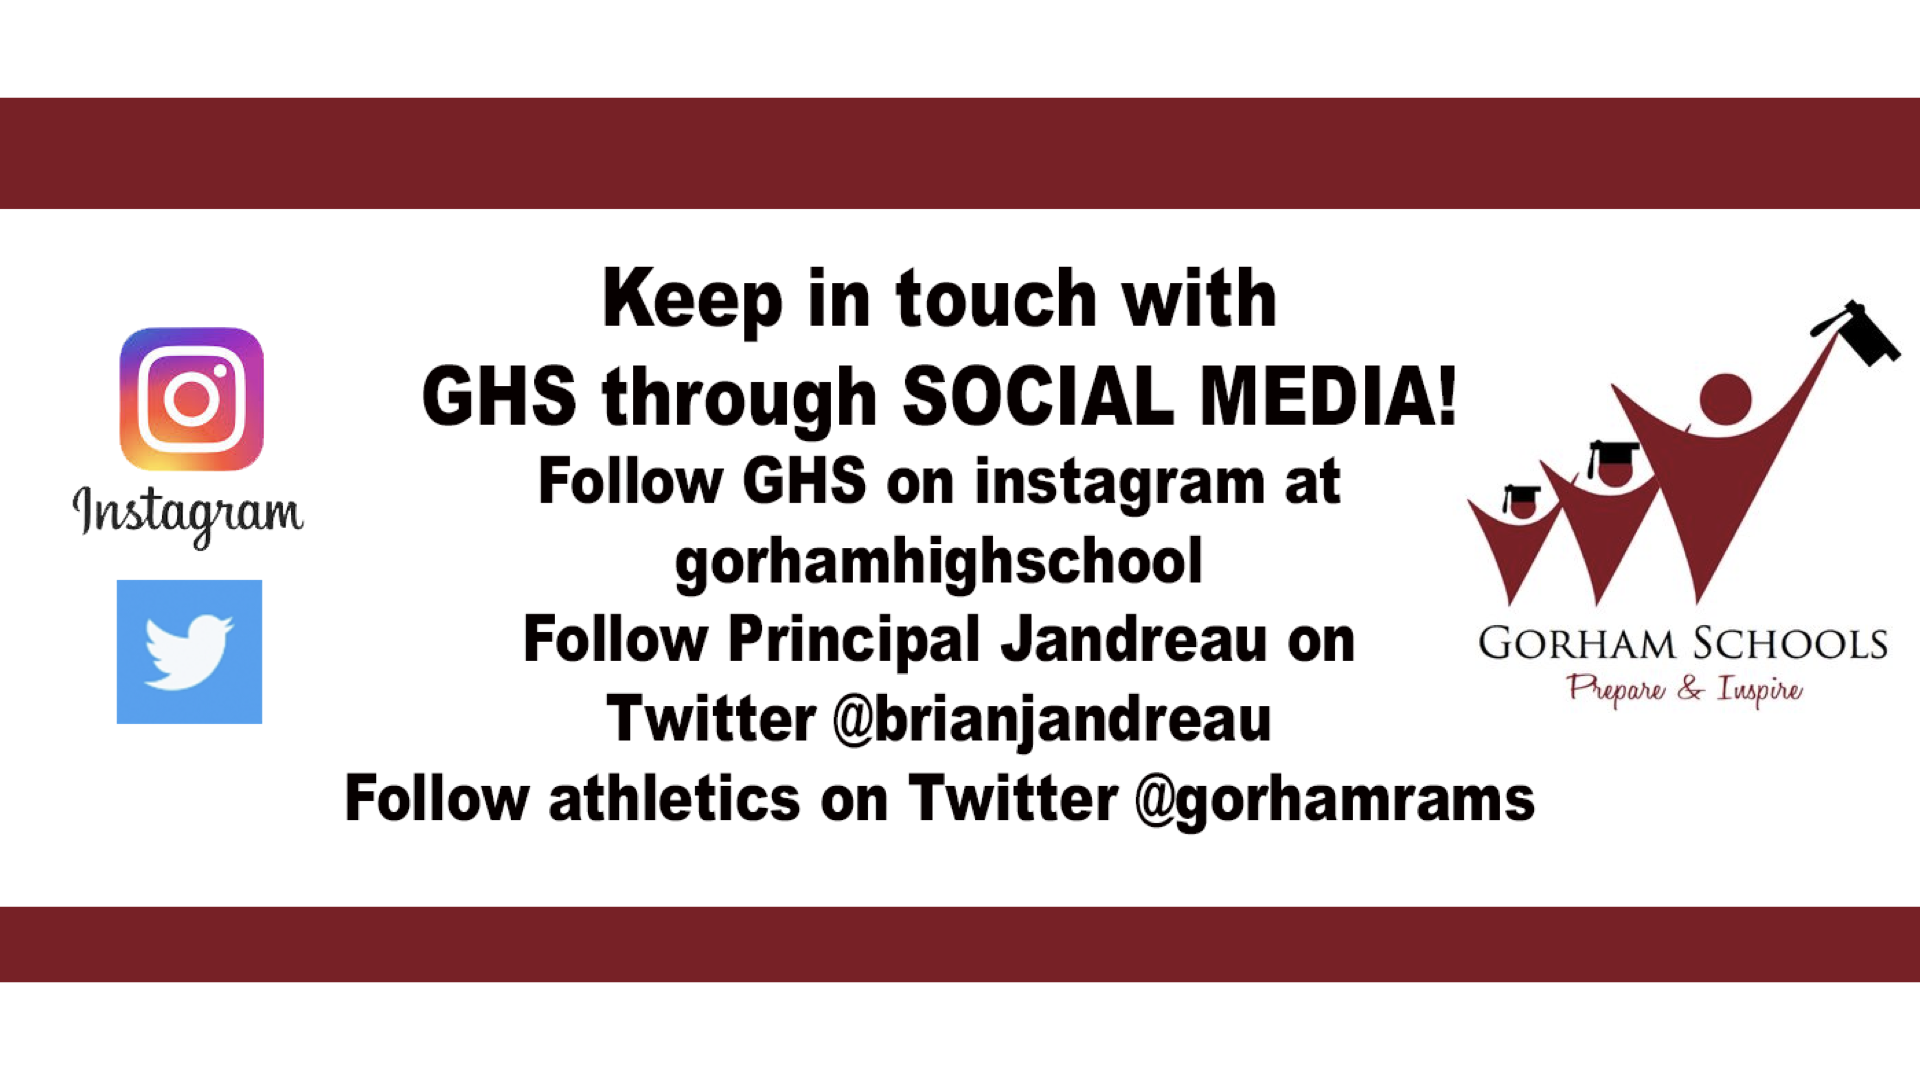 Keep in touch with
GHS through SOCIAL MEDIA!
Follow GHS on instagram at
gorhamhighschool
Follow Principal Jandreau on
Twitter @brianjandreau
Follow athletics on Twitter @gorhamrams
Instagram
GORHAM SCHOOLS
Prepare & Inspire